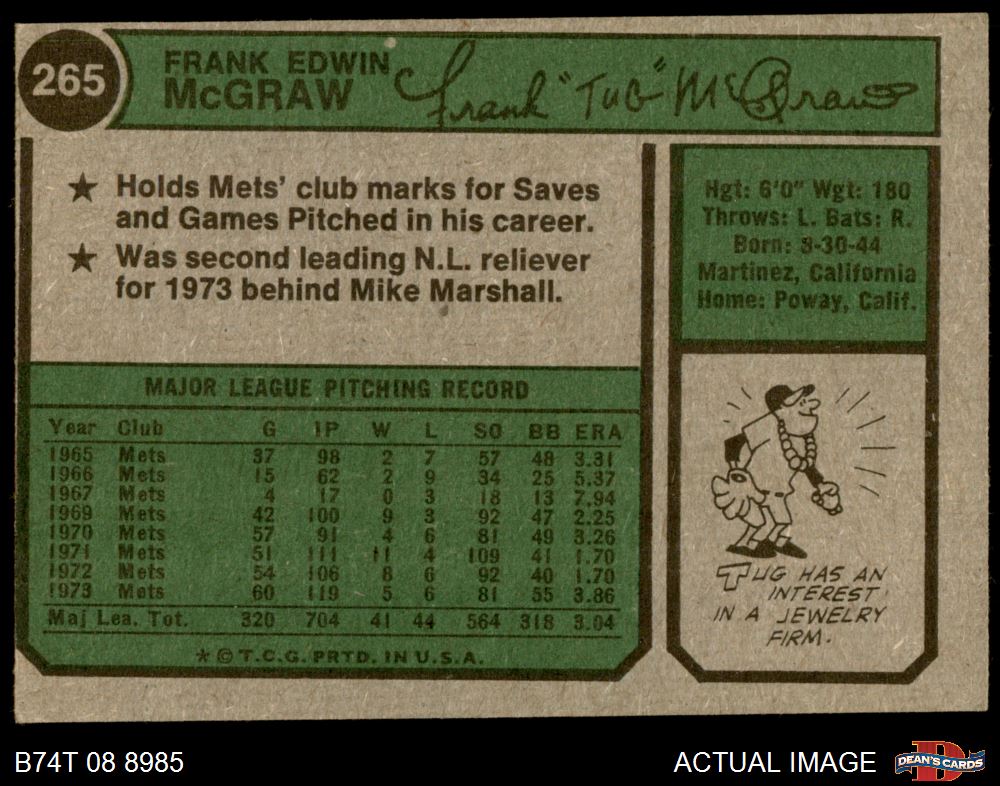 265
FRANK EDWIN
McGRAW
Frank "Tug" McGraw
★ Holds Mets' club marks for Saves
and Games Pitched in his career.
★ Was second leading N.L. reliever
for 1973 behind Mike Marshall.
Hgt: 6'0" Wgt: 180
Throws: L. Bats: R.
Born: 8-30-44
Martinez, California
Home: Poway, Calif.
MAJOR LEAGUE PITCHING RECORD
Year Club G IP W L SO BB ERA
1965 Mets 37 98 2 7 57 48 3.31
1966 Mets 15 62 2 9 34 25 5.37
1967 Mets 4 17 0 3 18 13 7.94
1969 Mets 42 100 9 3 92 47 2.25
1970 Mets 57 91 4 6 81 49 3.26
1971 Mets 51 111 11 4 109 41 1.70
1972 Mets 54 106 8 6 92 40 1.70
1973 Mets 60 119 5 6 81 55 3.86
Maj Lea. Tot. 320 704 41 44 564 318 3.04
* © T.C.G. PRTD. IN U.S.A.
TUG HAS AN
INTEREST
IN A JEWELRY
FIRM.
B74T 08 8985
ACTUAL IMAGE
D
DEAN'S CARDS